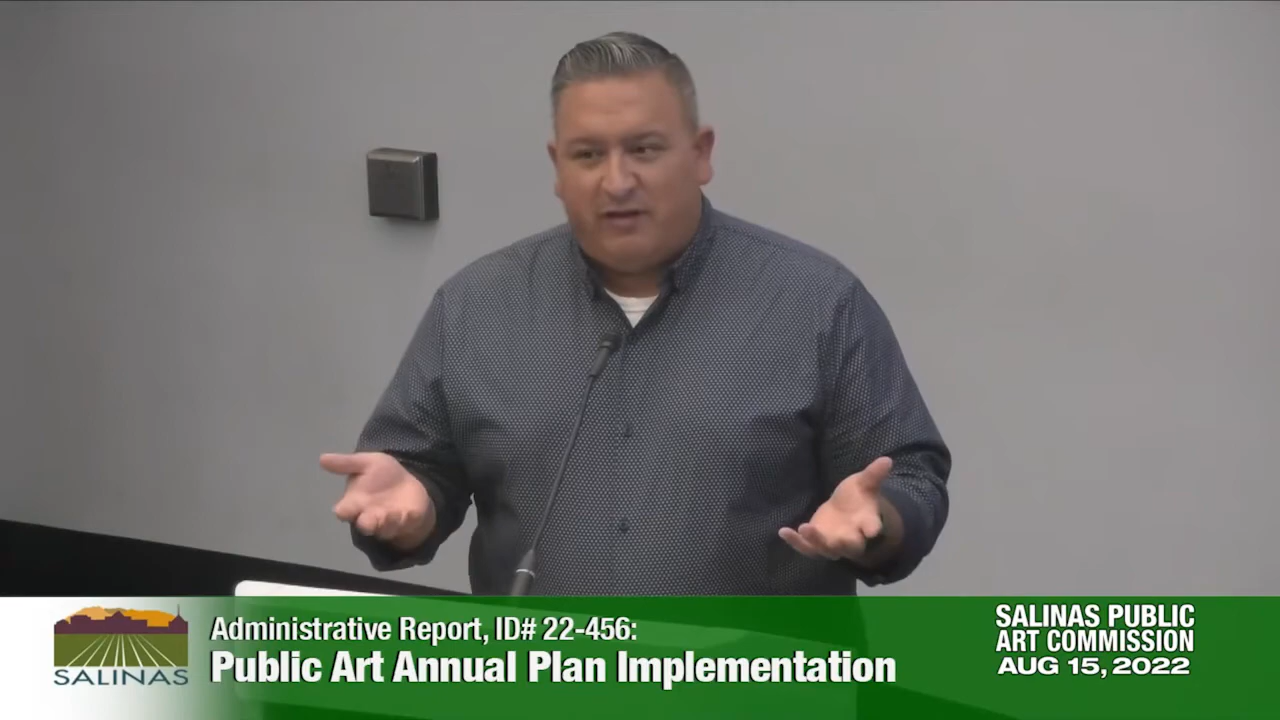 Administrative Report, ID# 22-456:
Public Art Annual Plan Implementation
SALINAS
SALINAS PUBLIC
ART COMMISSION
AUG 15, 2022